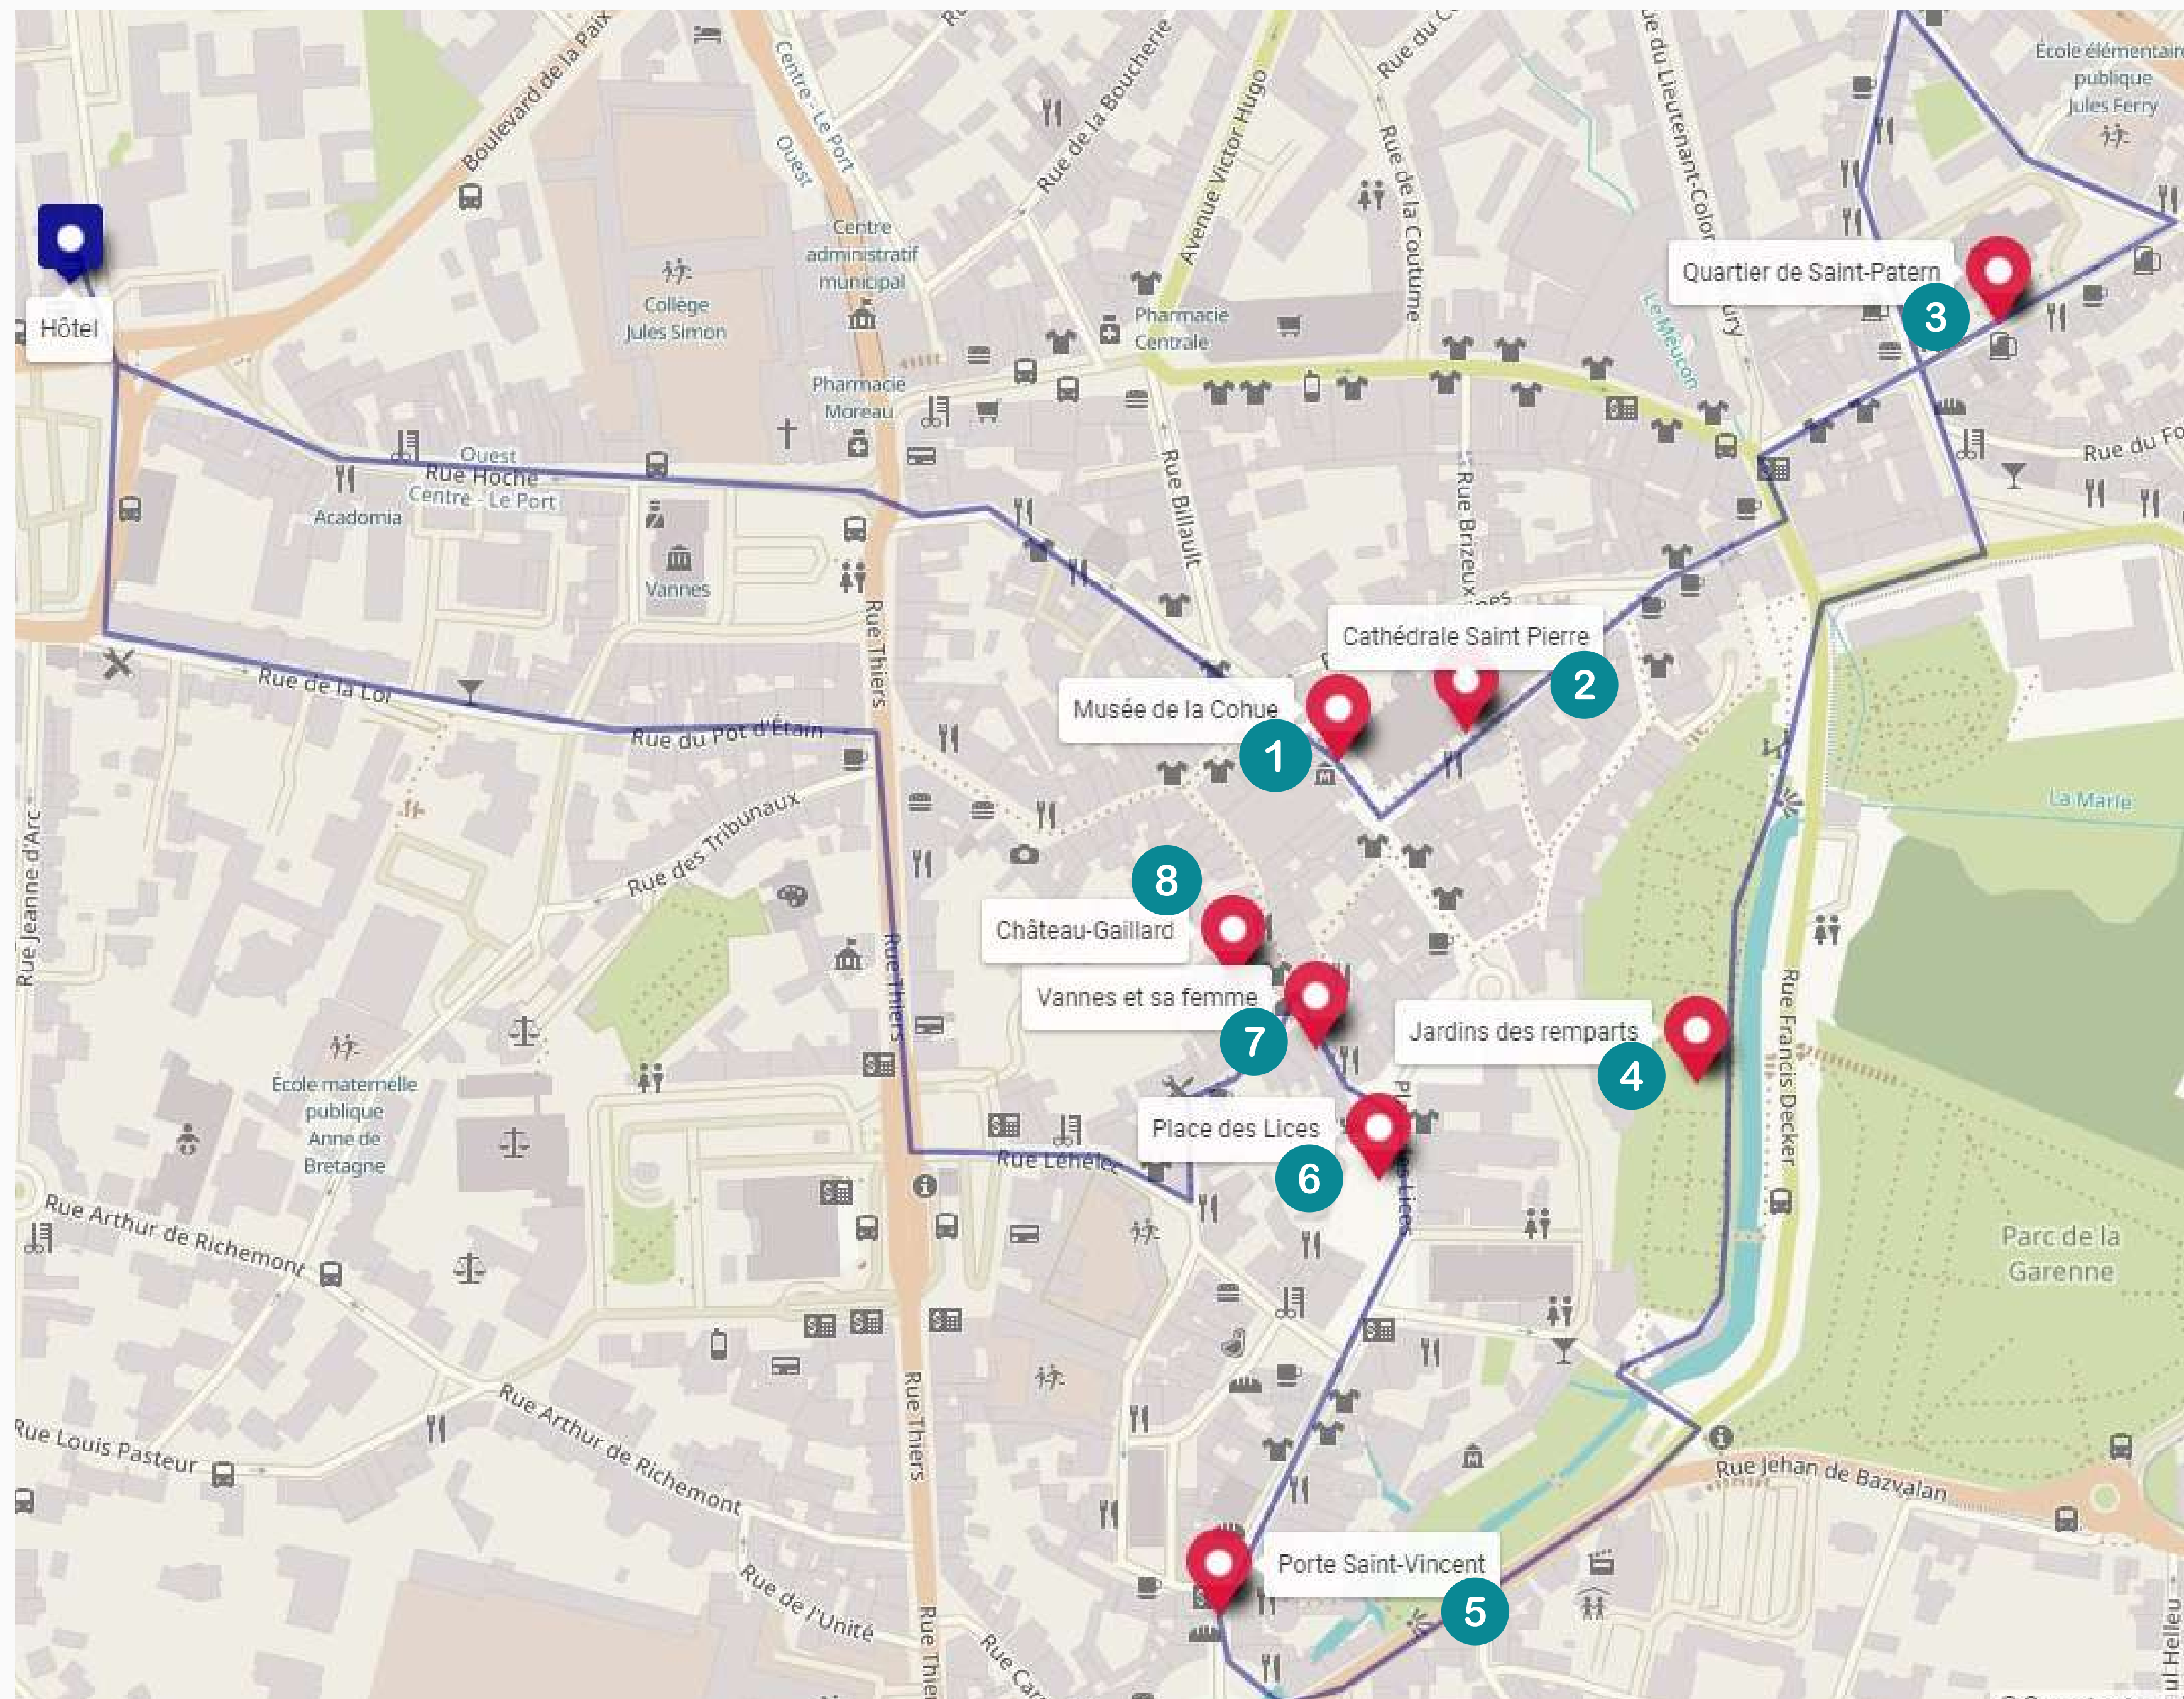 Boulevard de la Paix
Centre - Le Port
Ouest
Rue de la Boucherie
Avenue Victor Hugo
Rue de la Coutume
École élémentaire
publique
Jules Ferry
Centre
administratif
municipal
Collège
Jules Simon
Pharmacie
Centrale
Pharmacie
Moreau
Quartier de Saint-Patern
3
Le Meucon
Hôtel
Ouest
Rue Hoche
Centre - Le Port
Acadomia
Vannes
Rue Billault
Rue Brizeux
Rue du
Rue Thiers
Cathédrale Saint Pierre
2
Musée de la Cohue
1
Rue de la Loi
Rue du Pot d'Étain
Rue des Tribunaux
Rue Jeanne d'Arc
La Marle
8
Château-Gaillard
Vannes et sa femme
7
Jardins des remparts
4
Rue Francis Decker
Rue Thiers
École maternelle
publique
Anne de
Bretagne
Place des Lices
6
Rue Lehélec
Lices
Rue Arthur de Richemont
Parc de la
Garenne
Rue Louis Pasteur
Rue Arthur de Richemont
Rue Thiers
Rue Jehan de Bazvalan
Porte Saint-Vincent
5
Rue de l'Unité